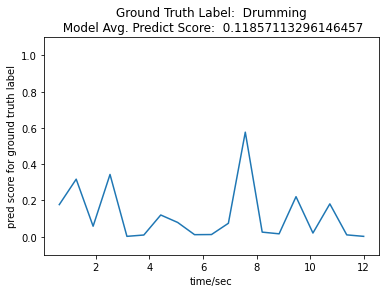 Ground Truth Label:  Drumming
Model Avg. Predict Score:  0.11857113296146457
1.0
0.8
0.6
0.4
0.2
0.0
pred score for ground truth label
2 4 6 8 10 12
time/sec